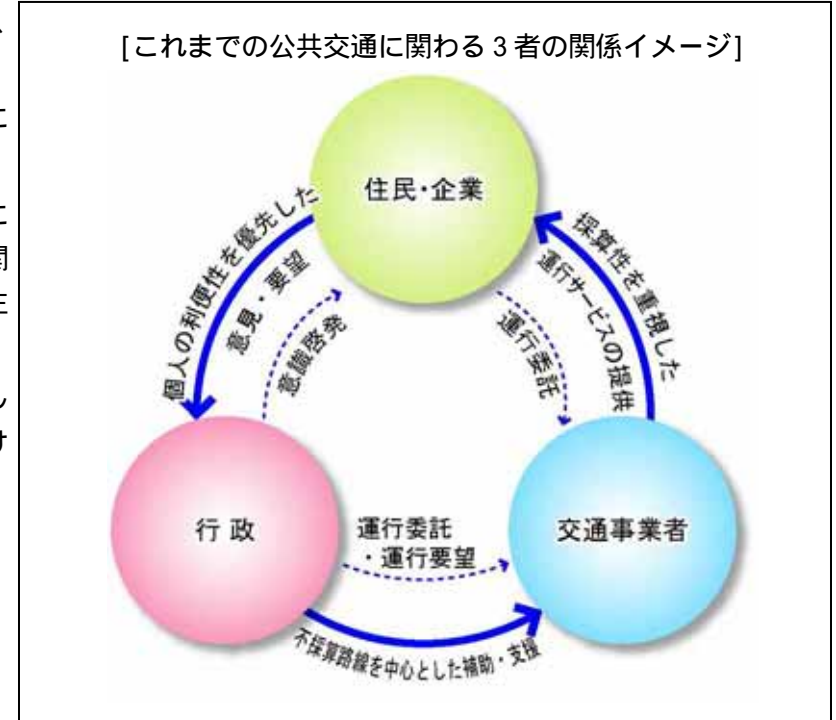 [これまでの公共交通に関わる3者の関係イメージ]
住民・企業
個人の利便性を優先した
意見・要望
意識啓発
採算性を重視した
運行サービスの提供
運行委託
行 政
運行委託
・運行要望
交通事業者
不採算路線を中心とした補助・支援